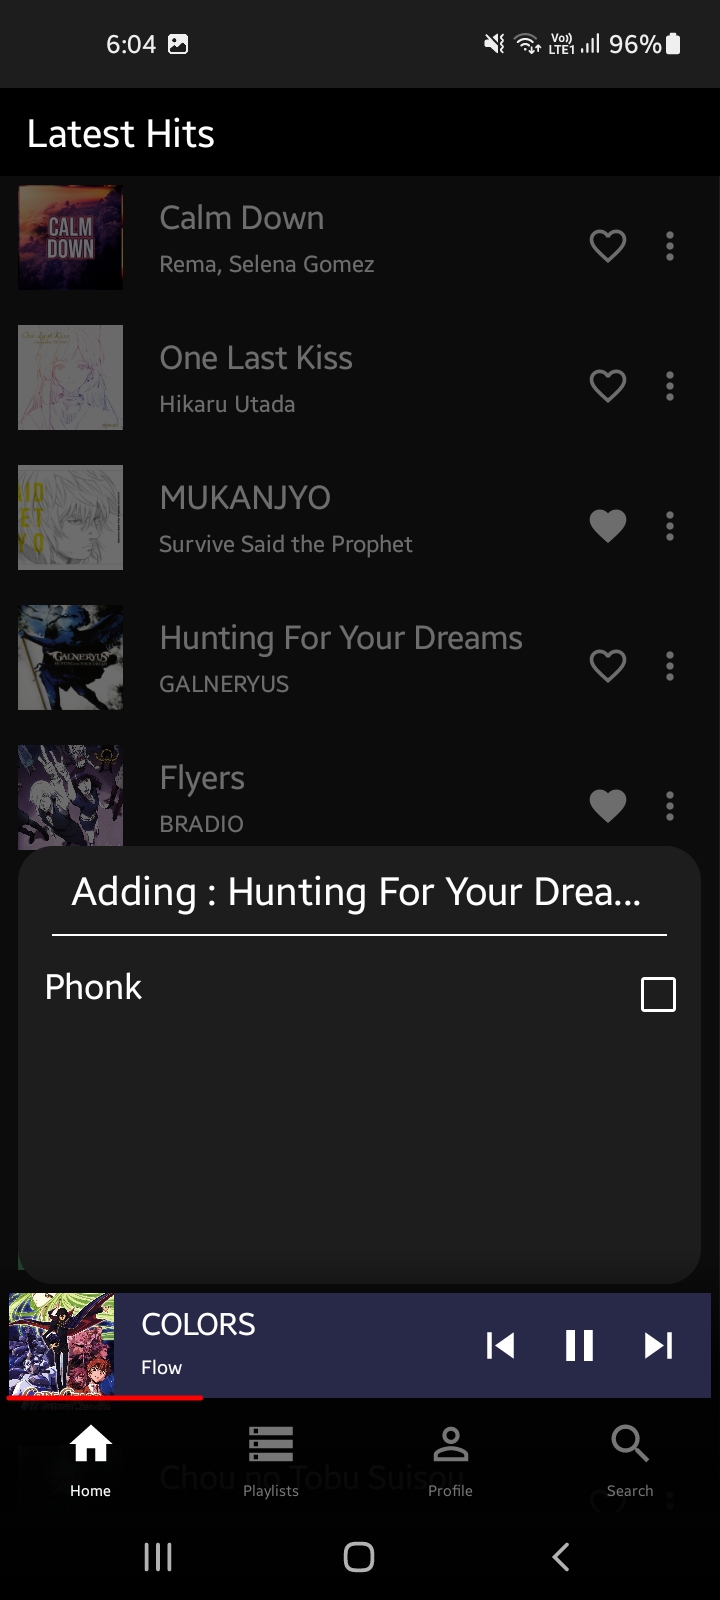 6:04
Vo)
LTE1
96%
Latest Hits
CALM
DOWN
Calm Down
Rema, Selena Gomez
One Last Kiss
Hikaru Utada
MUKANJYO
Survive Said the Prophet
GALNERYUS
Hunting For Your Dreams
GALNERYUS
Flyers
BRADIO
Adding : Hunting For Your Drea...
Phonk
COLORS
Flow
Chou no Tobu Suisou
Home
Playlists
Profile
Search